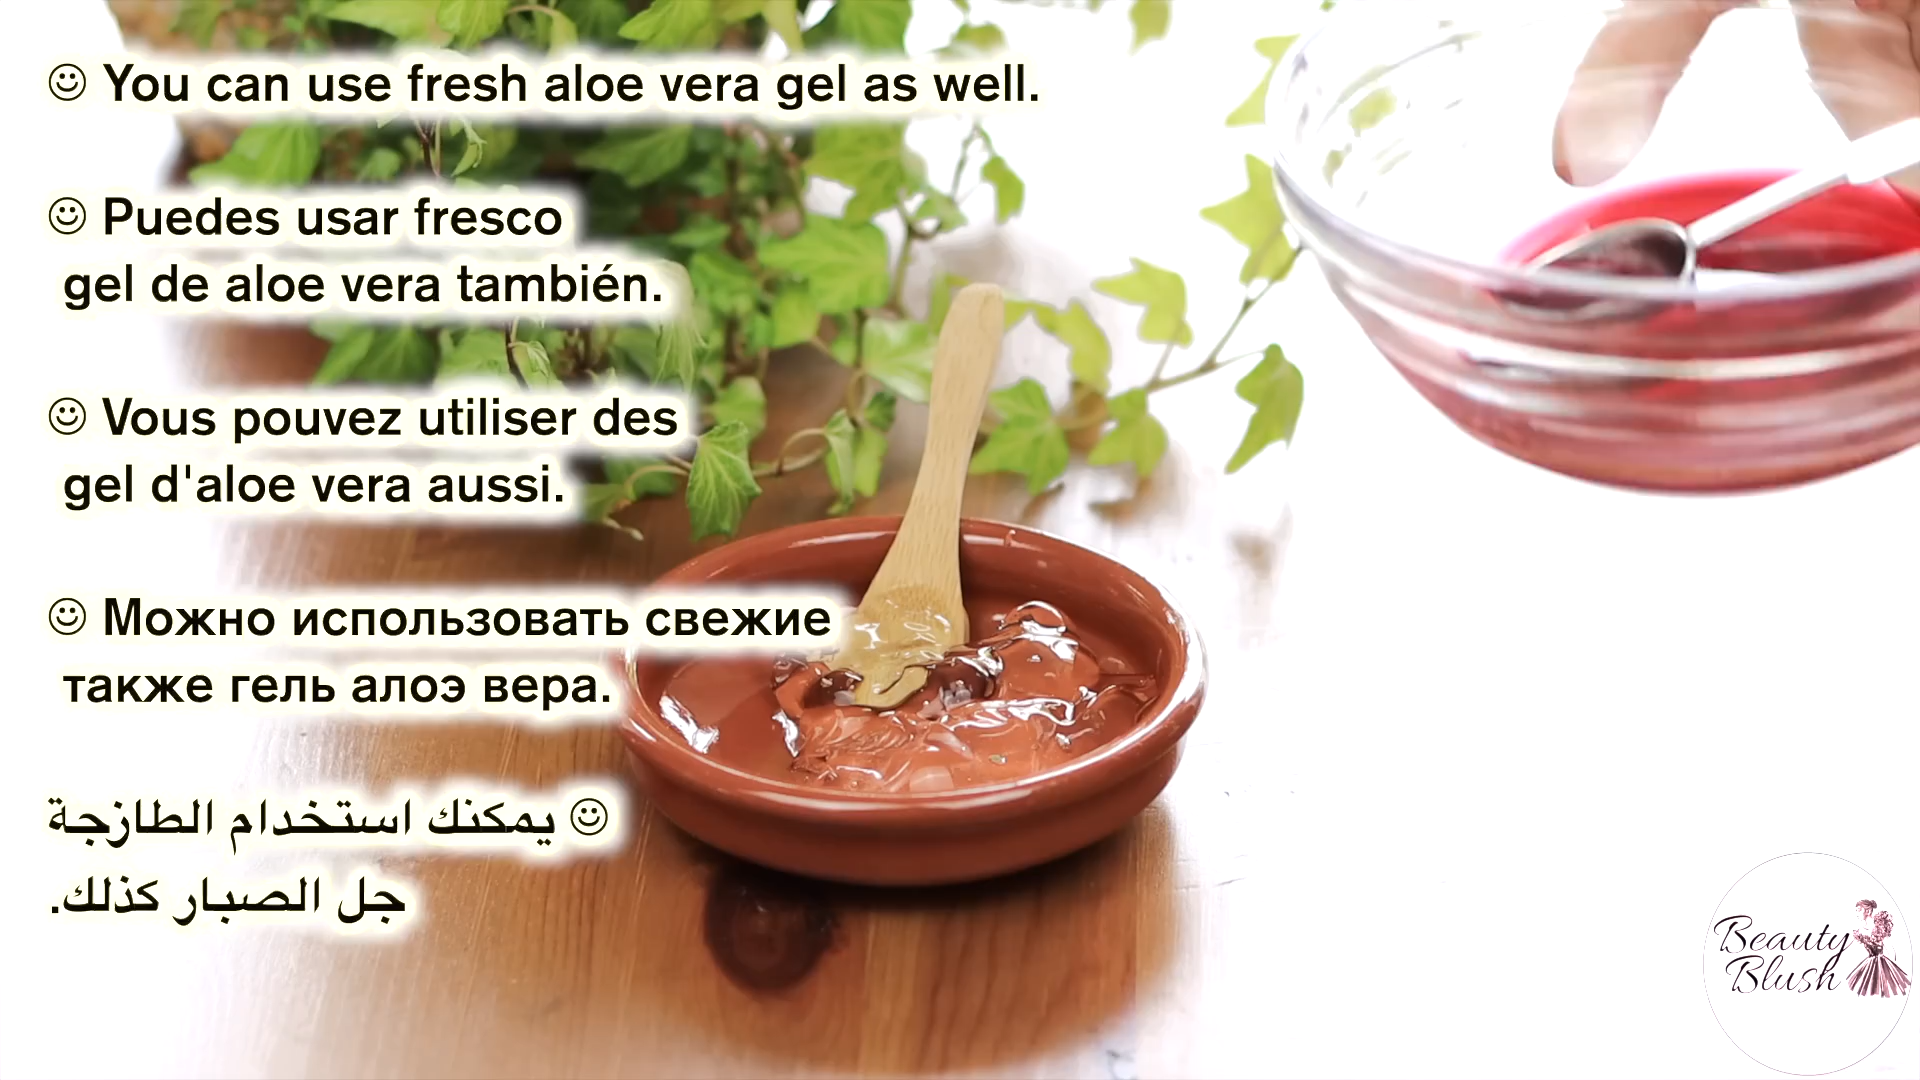 ☺ You can use fresh aloe vera gel as well.
☺ Puedes usar fresco
gel de aloe vera también.
☺ Vous pouvez utiliser des
gel d'aloe vera aussi.
☺ Можно использовать свежие
также гель алоэ вера.
☺ يمكنك استخدام الطازجة
جل الصبار كذلك.
Beauty
Blush